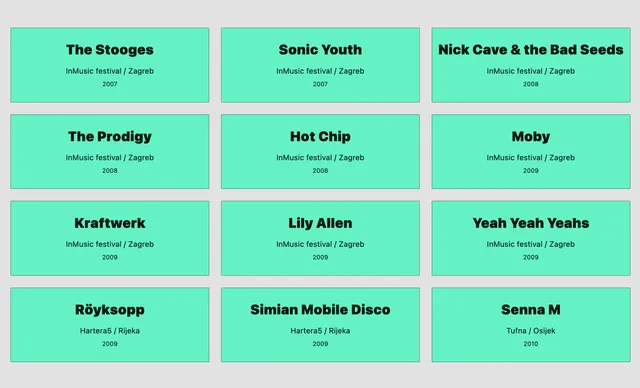 The Stooges
InMusic festival / Zagreb
2007
Sonic Youth
InMusic festival / Zagreb
2007
Nick Cave & the Bad Seeds
InMusic festival / Zagreb
2008
The Prodigy
InMusic festival / Zagreb
2008
Hot Chip
InMusic festival / Zagreb
2008
Moby
InMusic festival / Zagreb
2009
Kraftwerk
InMusic festival / Zagreb
2009
Lily Allen
InMusic festival / Zagreb
2009
Yeah Yeah Yeahs
InMusic festival / Zagreb
2009
Röyksopp
Hartera5 / Rijeka
2009
Simian Mobile Disco
Hartera5 / Rijeka
2009
Senna M
Tufna / Osijek
2010